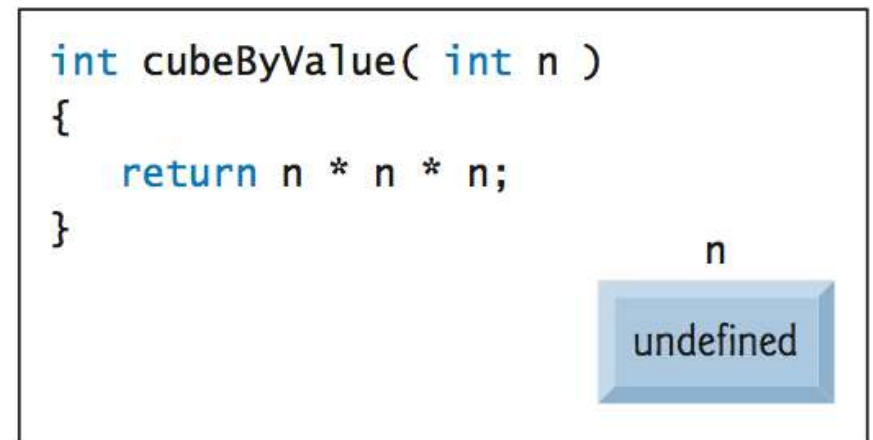 int cubeByValue( int n )
{
   return n * n * n;
}
n
undefined